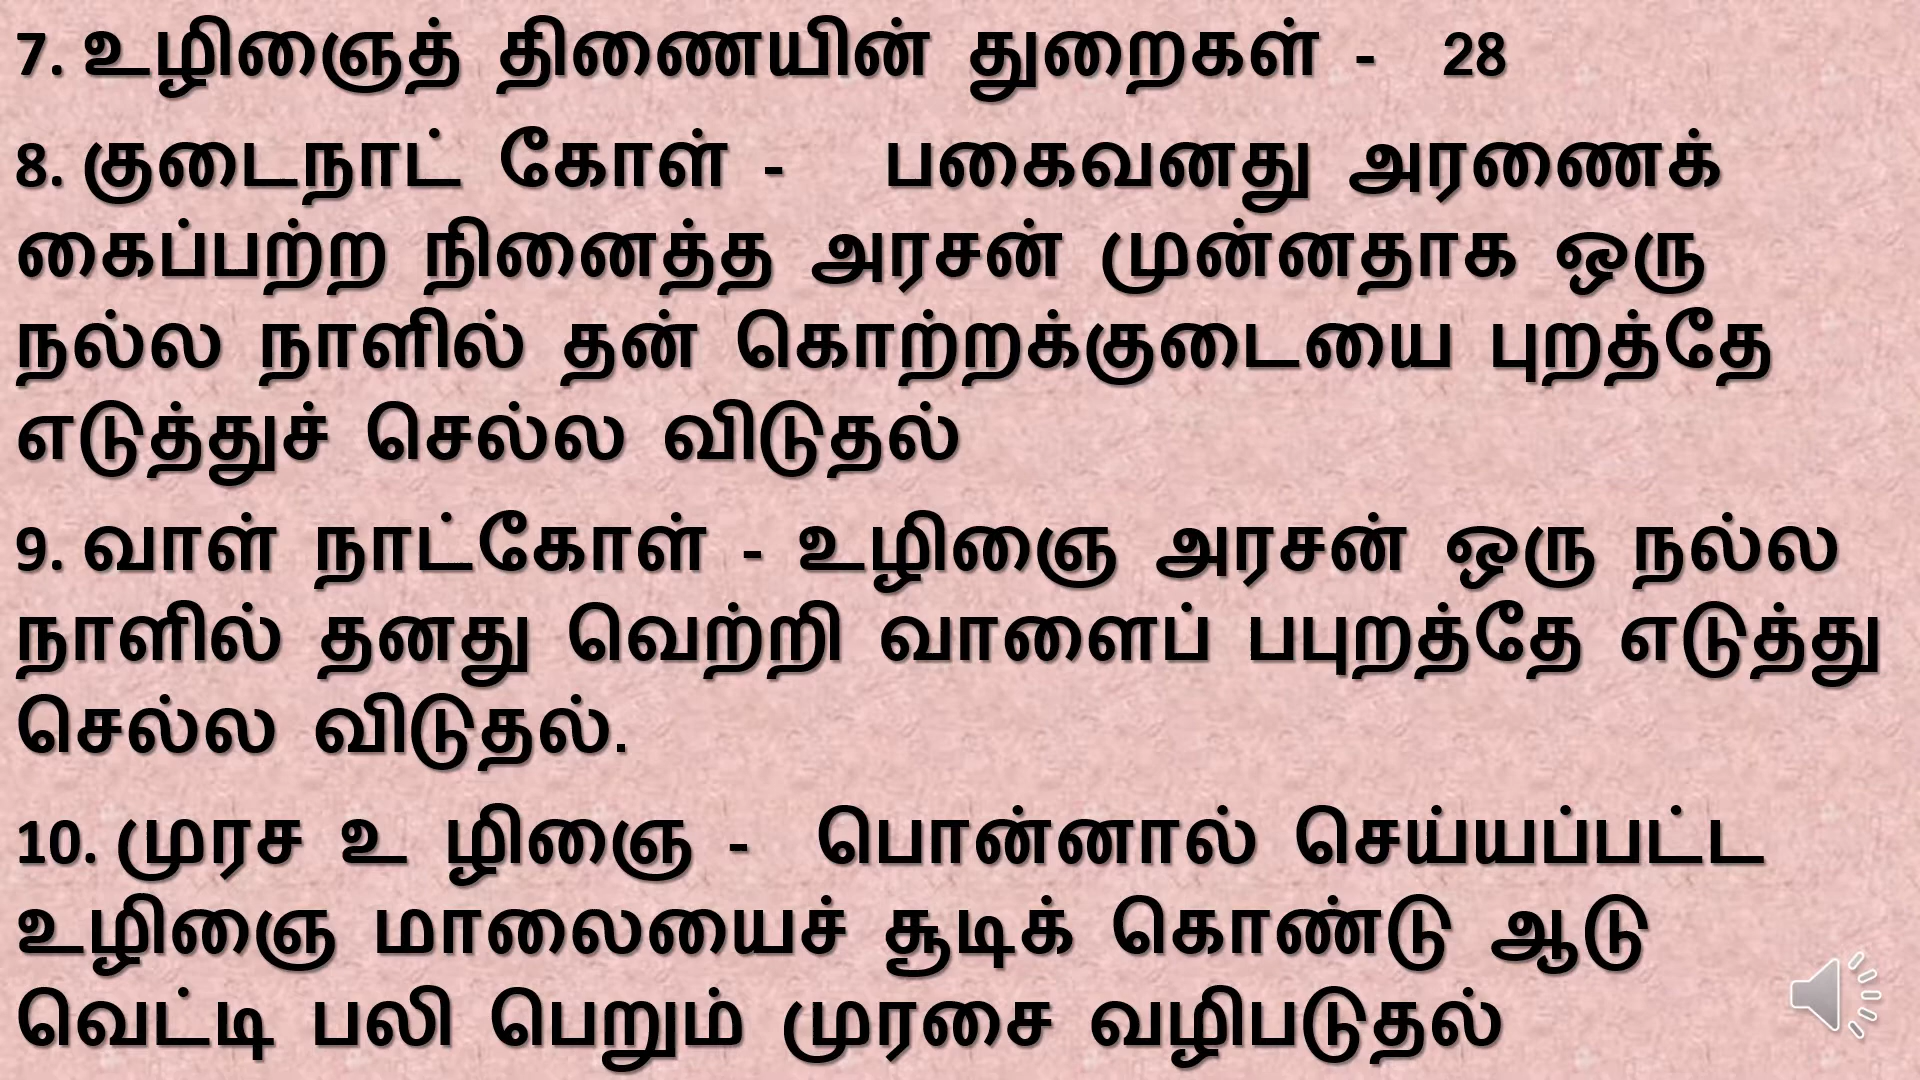 7. உழிஞைத் திணையின் துறைகள் - 28
8. குடைநாட் கோள் - பகைவனது அரணைக்
கைப்பற்ற நினைத்த அரசன் முன்னதாக ஒரு
நல்ல நாளில் தன் கொற்றக்குடையை புறத்தே
எடுத்துச் செல்ல விடுதல்
9. வாள் நாட்கோள் - உழிஞை அரசன் ஒரு நல்ல
நாளில் தனது வெற்றி வாளைப் பபுறத்தே எடுத்து
செல்ல விடுதல்.
10. முரச உ ழிஞை - பொன்னால் செய்யப்பட்ட
உழிஞை மாலையைச் சூடிக் கொண்டு ஆடு
வெட்டி பலி பெறும் முரசை வழிபடுதல்